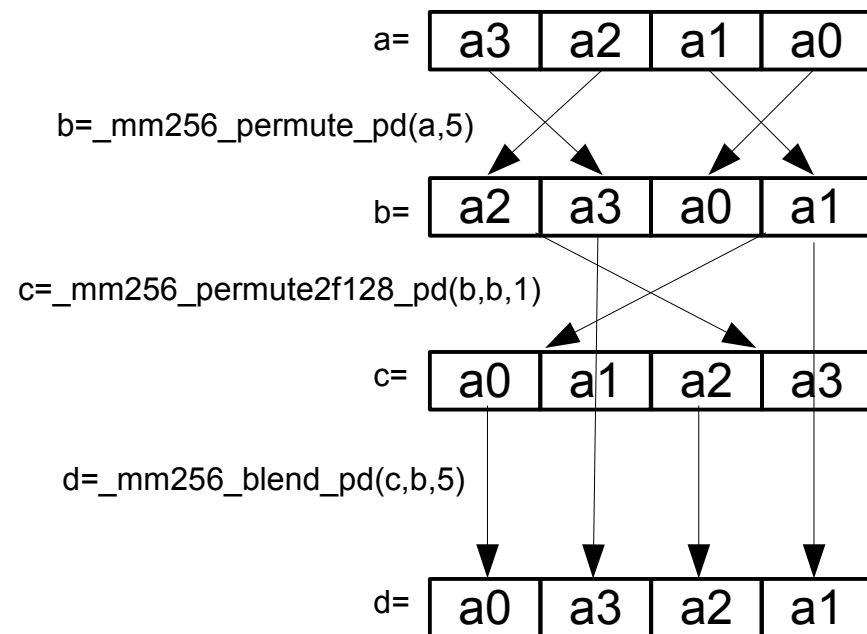 a= a3 a2 a1 a0
b=_mm256_permute_pd(a,5)
b= a2 a3 a0 a1
c=_mm256_permute2f128_pd(b,b,1)
c= a0 a1 a2 a3
d=_mm256_blend_pd(c,b,5)
d= a0 a3 a2 a1